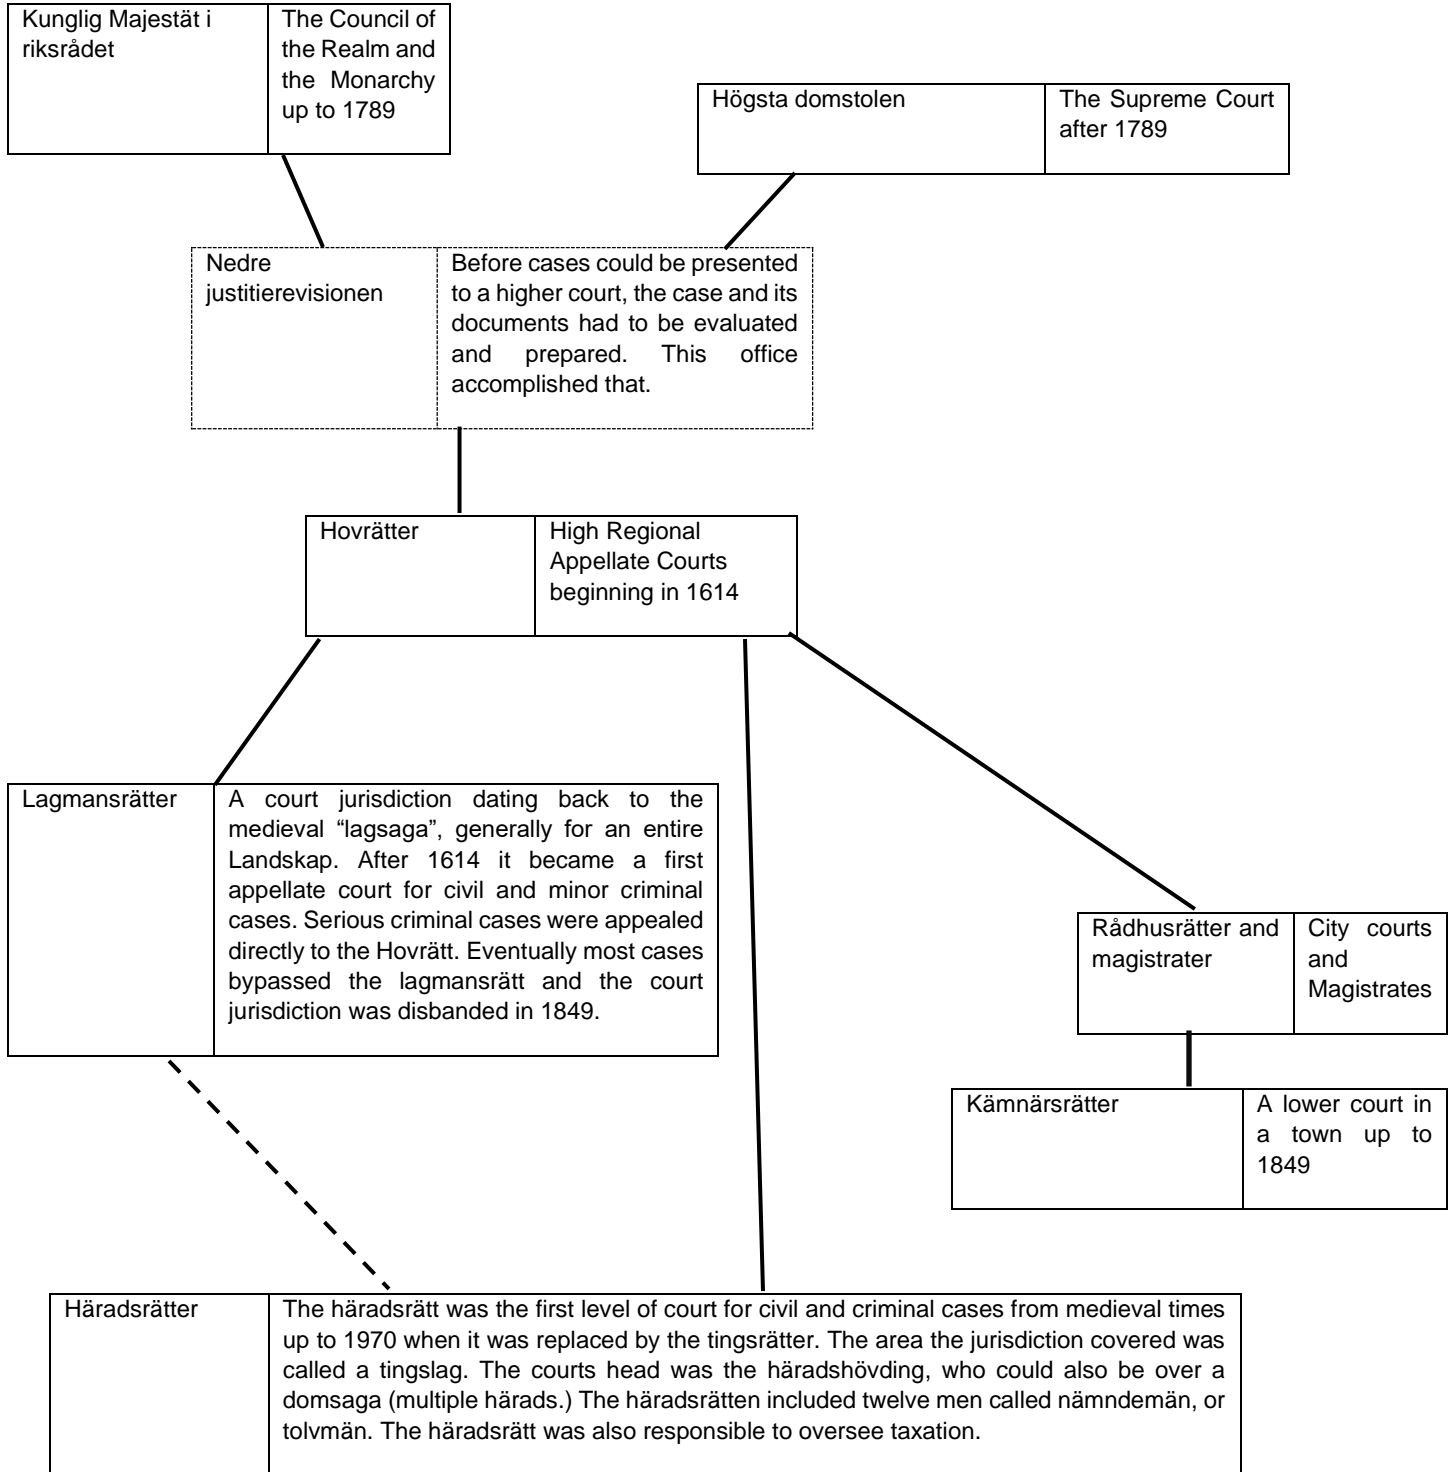 Kunglig Majestät i
riksrådet
The Council of
the Realm and
the Monarchy
up to 1789
Högsta domstolen
The Supreme Court
after 1789
Nedre
justitierevisionen
Before cases could be presented
to a higher court, the case and its
documents had to be evaluated
and prepared. This office
accomplished that.
Hovrätter
High Regional
Appellate Courts
beginning in 1614
Lagmansrätter
A court jurisdiction dating back to the
medieval “lagsaga”, generally for an entire
Landskap. After 1614 it became a first
appellate court for civil and minor criminal
cases. Serious criminal cases were appealed
directly to the Hovrätt. Eventually most cases
bypassed the lagmansrätt and the court
jurisdiction was disbanded in 1849.
Rådhusrätter and
magistrater
City courts
and
Magistrates
Kämnärsrätter
A lower court in
a town up to
1849
Häradsrätter
The häradsrätt was the first level of court for civil and criminal cases from medieval times
up to 1970 when it was replaced by the tingsrätter. The area the jurisdiction covered was
called a tingslag. The courts head was the häradshövding, who could also be over a
domsaga (multiple härads.) The häradsrätten included twelve men called nämndemän, or
tolvmän. The häradsrätt was also responsible to oversee taxation.